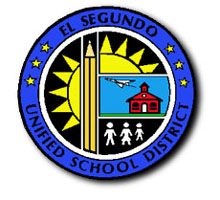 EL SEGUNDO
UNIFIED SCHOOL DISTRICT